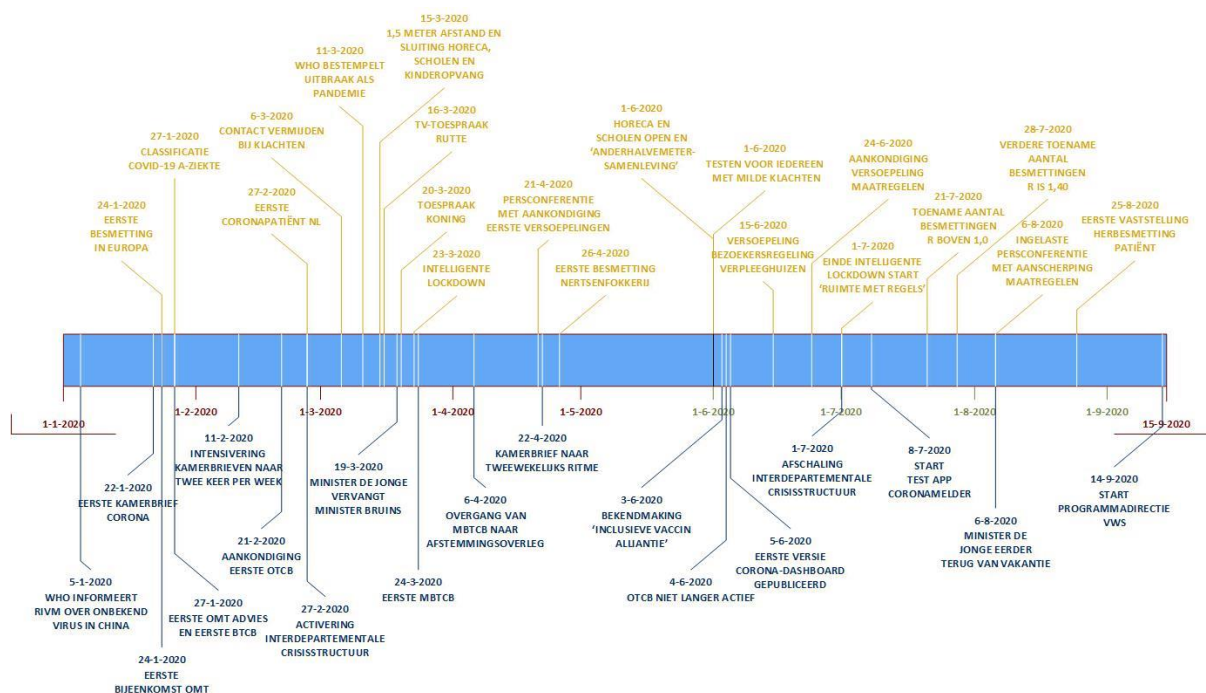 24-1-2020
EERSTE
BESMETTING
IN EUROPA
27-1-2020
CLASSIFICATIE
COVID-19 A-ZIEKTE
27-2-2020
EERSTE
CORONAPATIËNT NL
6-3-2020
CONTACT VERMIJDEN
BIJ KLACHTEN
11-3-2020
WHO BESTEMPELT
UITBRAAK ALS
PANDEMIE
15-3-2020
1,5 METER AFSTAND EN
SLUITING HORECA,
SCHOLEN EN
KINDEROPVANG
16-3-2020
TV-TOESPRAAK
RUTTE
20-3-2020
TOESPRAAK
KONING
23-3-2020
INTELLIGENTE
LOCKDOWN
21-4-2020
PERSCONFERENTIE
MET AANKONDIGING
EERSTE VERSOEPELINGEN
26-4-2020
EERSTE BESMETTING
NERTSENFOKKERIJ
1-6-2020
HORECA EN
SCHOLEN OPEN EN
‘ANDERHALVEMETER-
SAMENLEVING’
1-6-2020
TESTEN VOOR IEDEREEN
MET MILDE KLACHTEN
15-6-2020
VERSOEPELING
BEZOEKERSREGELING
VERPLEEGHUIZEN
24-6-2020
AANKONDIGING
VERSOEPELING
MAATREGELEN
1-7-2020
EINDE INTELLIGENTE
LOCKDOWN START
‘RUIMTE MET REGELS’
21-7-2020
TOENAME AANTAL
BESMETTINGEN
R BOVEN 1,0
28-7-2020
VERDERE TOENAME
AANTAL
BESMETTINGEN
R IS 1,40
6-8-2020
INGELASTE
PERSCONFERENTIE
MET AANSCHERPING
MAATREGELEN
25-8-2020
EERSTE VASTSTELLING
HERBESMETTING
PATIËNT
1-1-2020
1-2-2020
1-3-2020
1-4-2020
1-5-2020
1-6-2020
1-7-2020
1-8-2020
1-9-2020
15-9-2020
5-1-2020
WHO INFORMEERT
RIVM OVER ONBEKEND
VIRUS IN CHINA
22-1-2020
EERSTE KAMERBRIEF
CORONA
24-1-2020
EERSTE
BIJEENKOMST OMT
27-1-2020
EERSTE OMT ADVIES
EN EERSTE BTCB
11-2-2020
INTENSIVERING
KAMERBRIEVEN NAAR
TWEE KEER PER WEEK
21-2-2020
AANKONDIGING
EERSTE OTCB
27-2-2020
ACTIVERING
INTERDEPARTEMENTALE
CRISISSTRUCTUUR
19-3-2020
MINISTER DE JONGE
VERVANGT
MINISTER BRUINS
24-3-2020
EERSTE MBTCB
6-4-2020
OVERGANG VAN
MBTCB NAAR
AFSTEMMINGSOVERLEG
22-4-2020
KAMERBRIEF NAAR
TWEEWEKELIJKS RITME
3-6-2020
BEKENDMAKING
‘INCLUSIEVE VACCIN
ALLIANTIE’
4-6-2020
OTCB NIET LANGER ACTIEF
5-6-2020
EERSTE VERSIE
CORONA-DASHBOARD
GEPUBLICEERD
1-7-2020
AFSCHALING
INTERDEPARTEMENTALE
CRISISSTRUCTUUR
8-7-2020
START
TEST APP
CORONAMELDER
6-8-2020
MINISTER DE
JONGE EERDER
TERUG VAN VAKANTIE
14-9-2020
START
PROGRAMMADIRECTIE
VWS